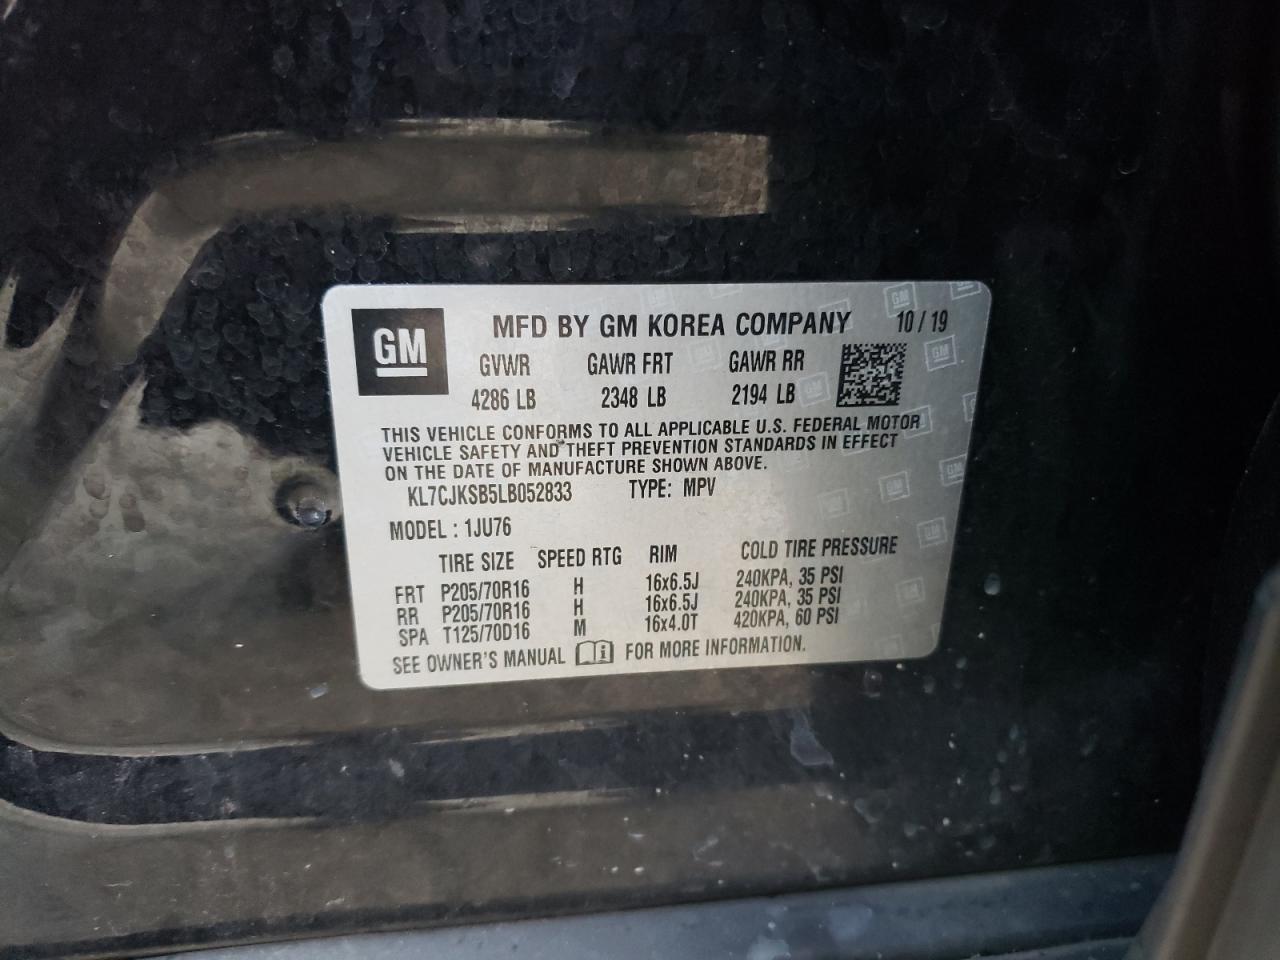 GM
MFD BY GM KOREA COMPANY 10 / 19
GVWR GAWR FRT GAWR RR
4286 LB 2348 LB 2194 LB
THIS VEHICLE CONFORMS TO ALL APPLICABLE U.S. FEDERAL MOTOR
VEHICLE SAFETY AND THEFT PREVENTION STANDARDS IN EFFECT
ON THE DATE OF MANUFACTURE SHOWN ABOVE.
KL7CJKSB5LB052833 TYPE: MPV
MODEL : 1JU76
TIRE SIZE SPEED RTG RIM COLD TIRE PRESSURE
FRT P205/70R16 H 16x6.5J 240KPA, 35 PSI
RR P205/70R16 H 16x6.5J 240KPA, 35 PSI
SPA T125/70D16 M 16x4.0T 420KPA, 60 PSI
SEE OWNER'S MANUAL i FOR MORE INFORMATION.